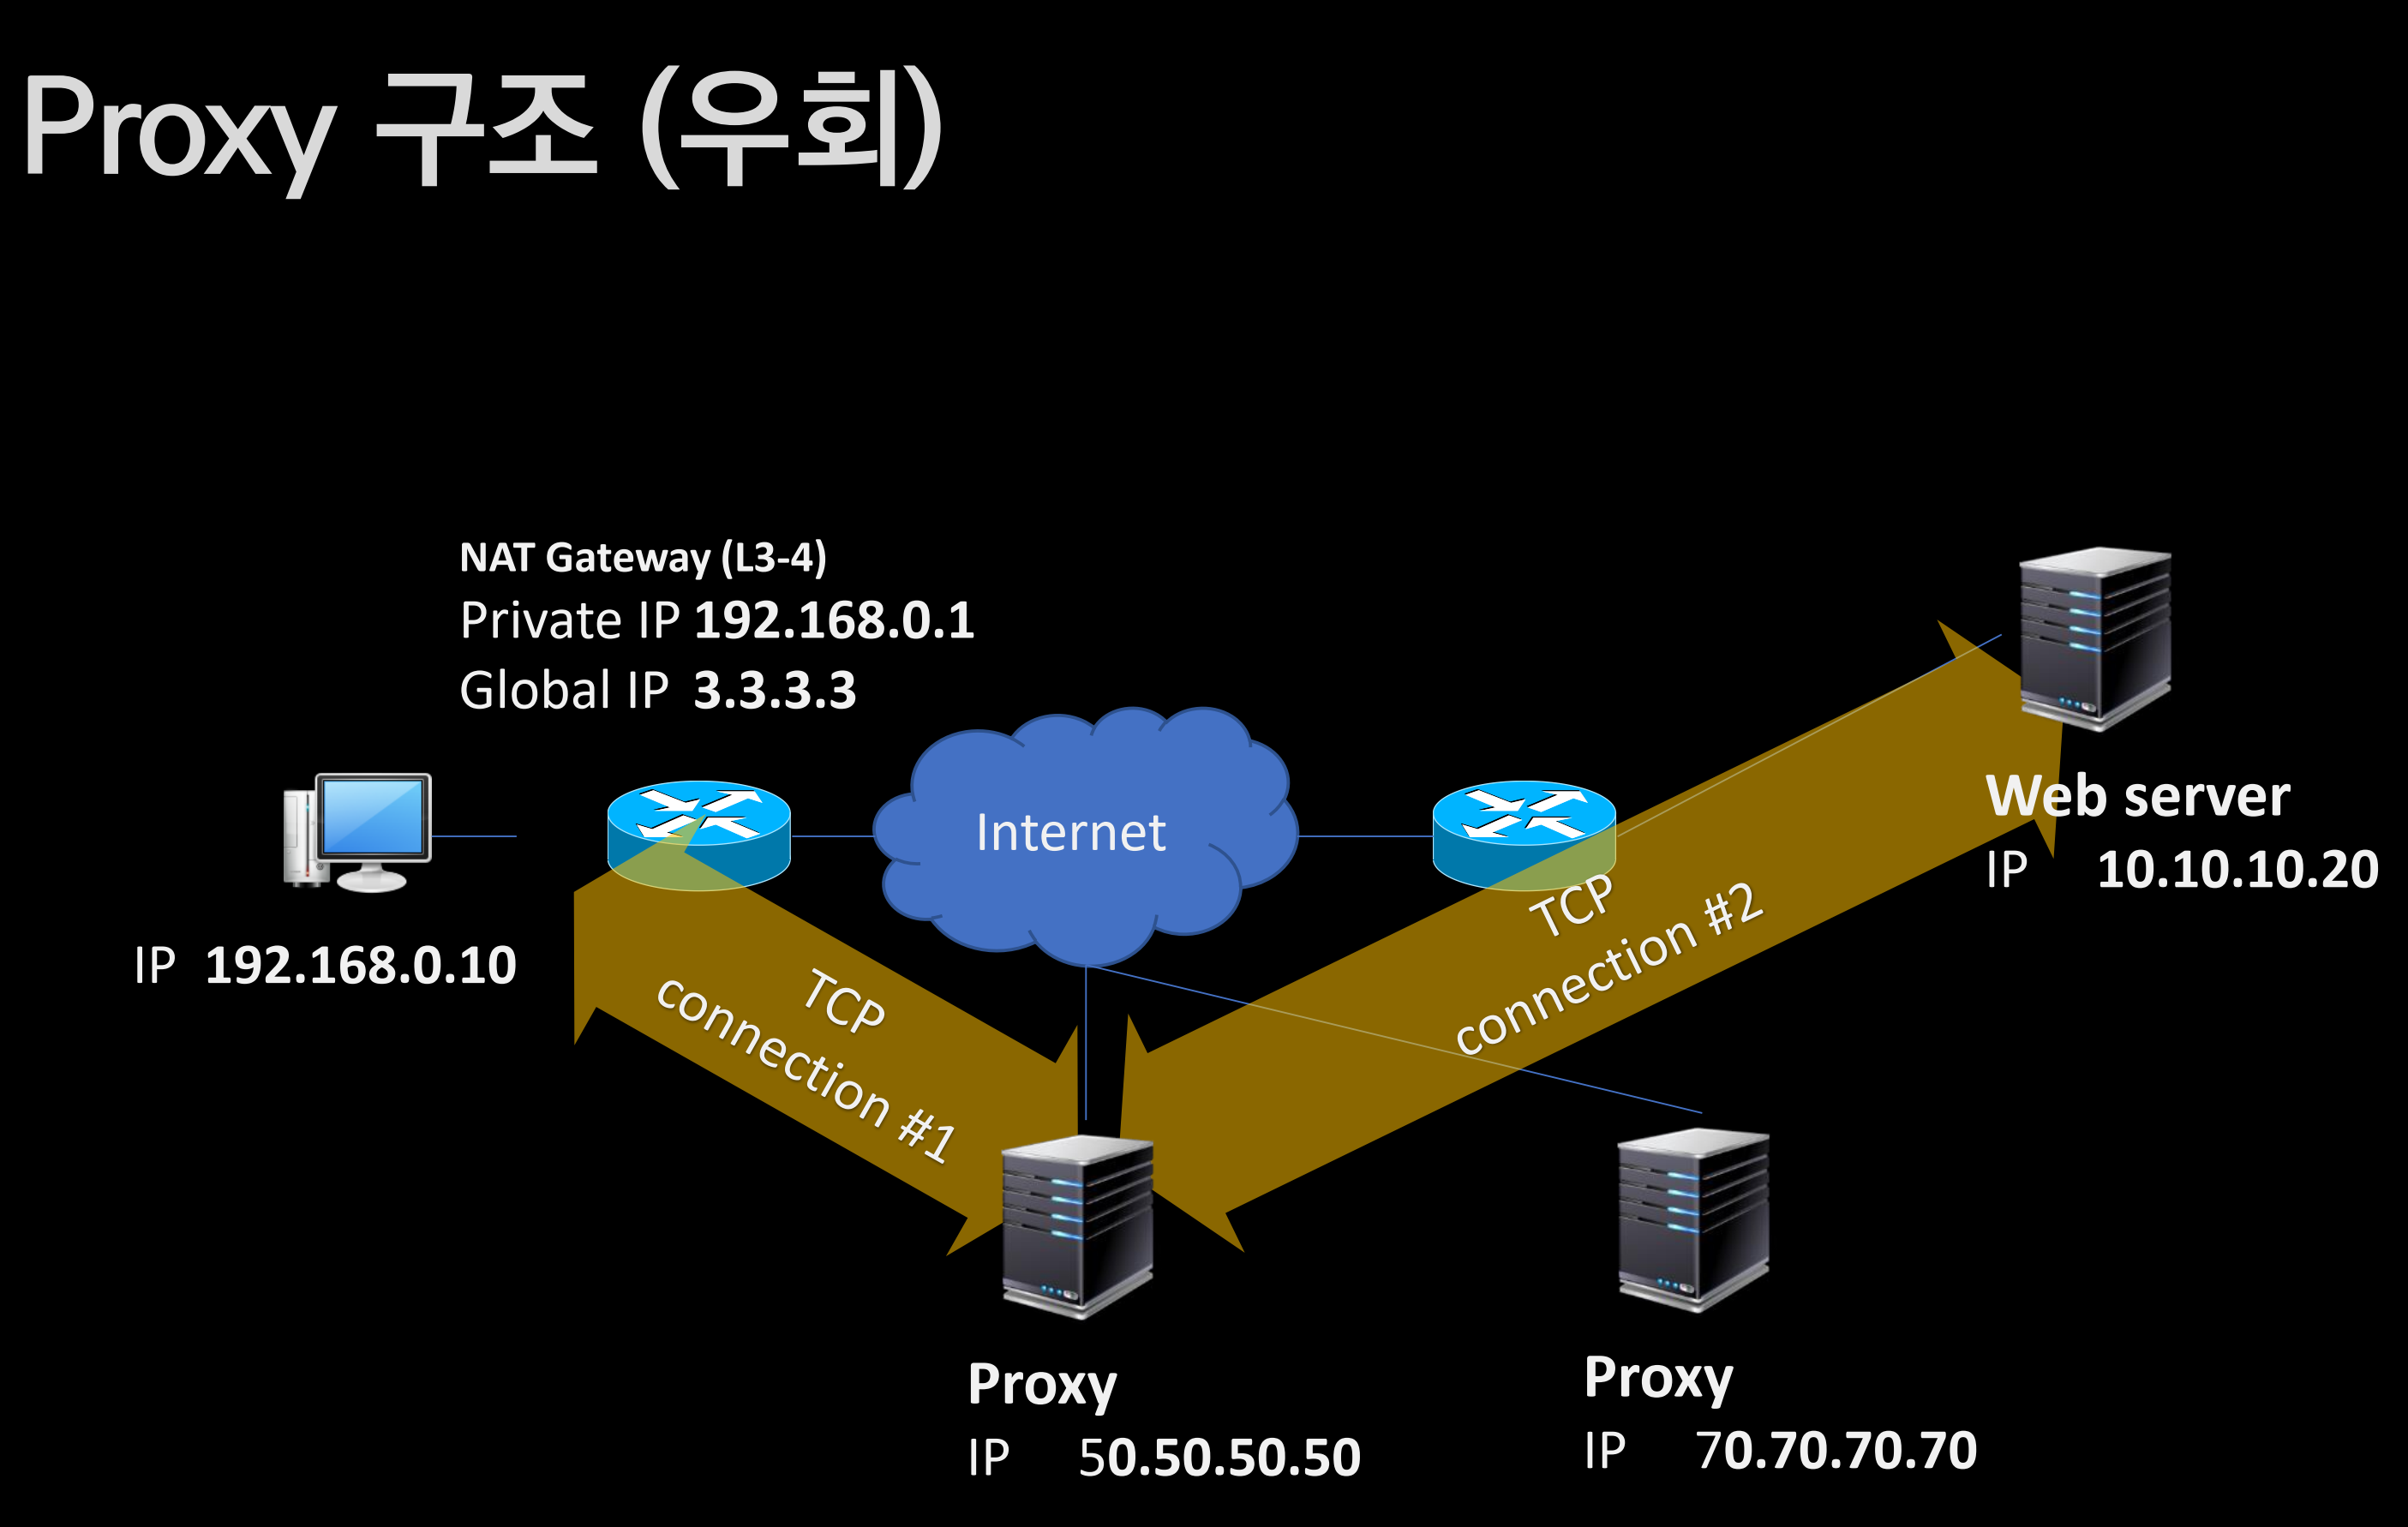 Proxy 구조 (우회)
NAT Gateway (L3-4)
Private IP 192.168.0.1
Global IP 3.3.3.3
Internet
Web server
IP 10.10.10.20
IP 192.168.0.10
TCP
connection #1
TCP
connection #2
Proxy
IP 50.50.50.50
Proxy
IP 70.70.70.70